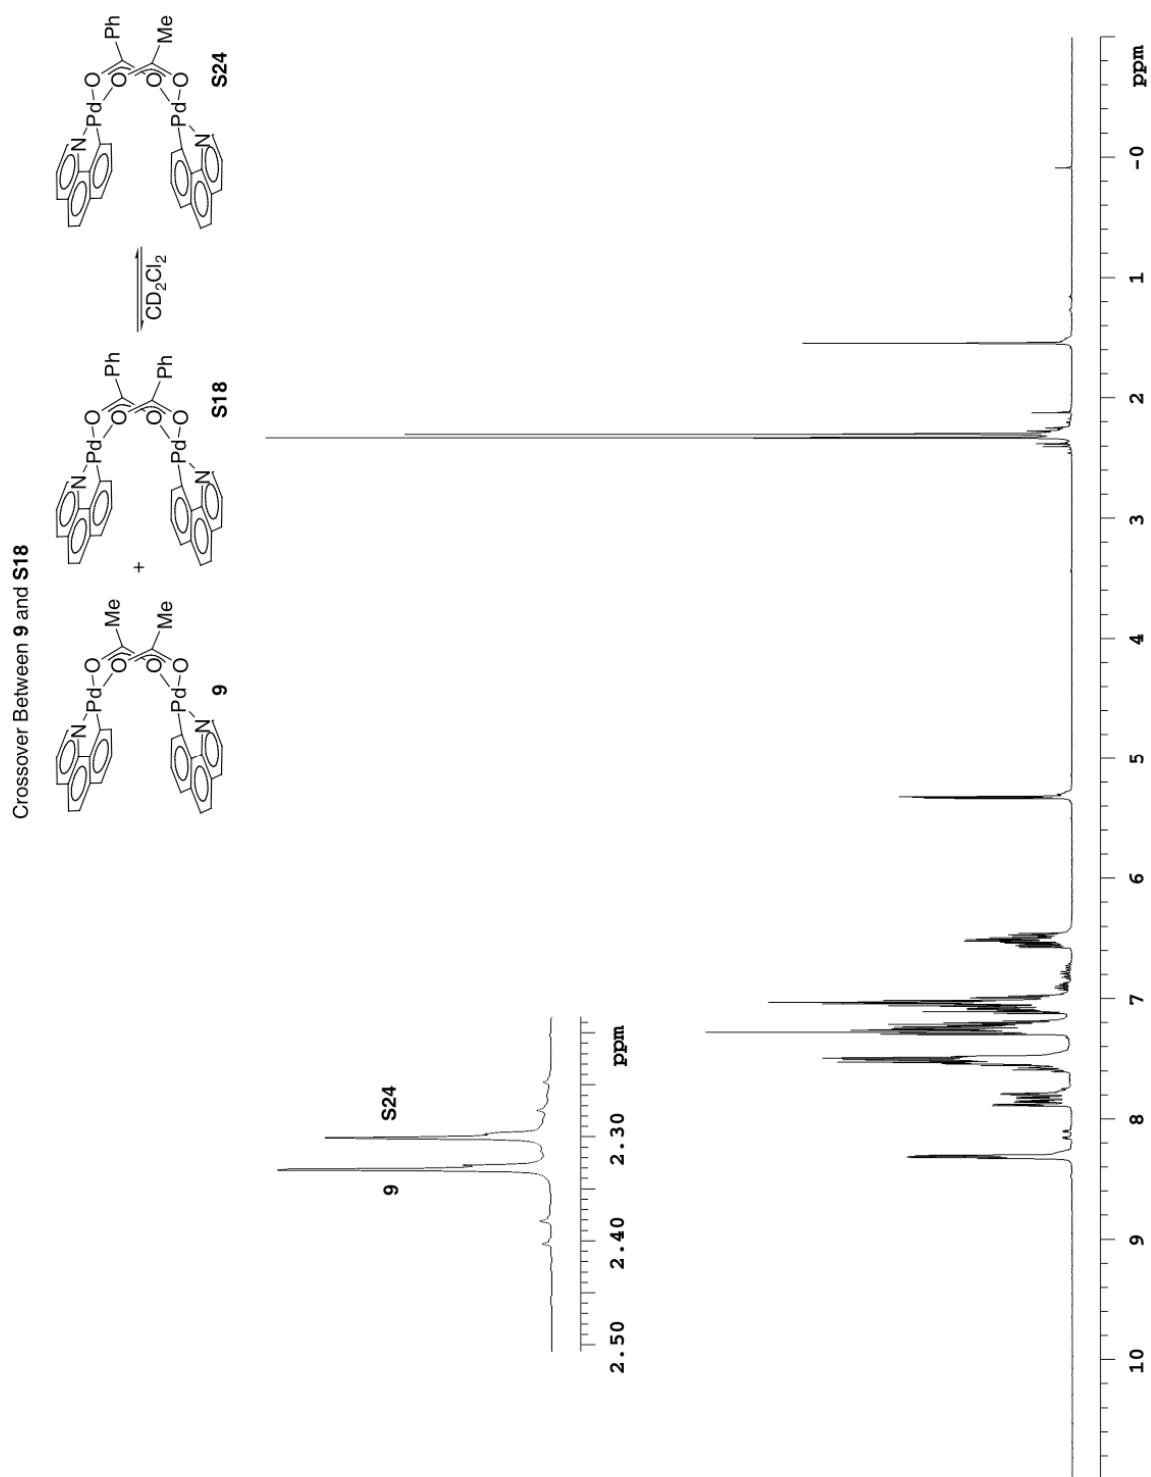 Crossover Between 9 and S18
N
Pd
O
O
Me
O
O
Me
Pd
N
9
+
N
Pd
O
O
Ph
O
O
Ph
Pd
N
S18
CD2Cl2
N
Pd
O
O
Ph
O
O
Me
Pd
N
S24
9
S24
2.50
2.40
2.30
ppm
10
9
8
7
6
5
4
3
2
1
-0
ppm